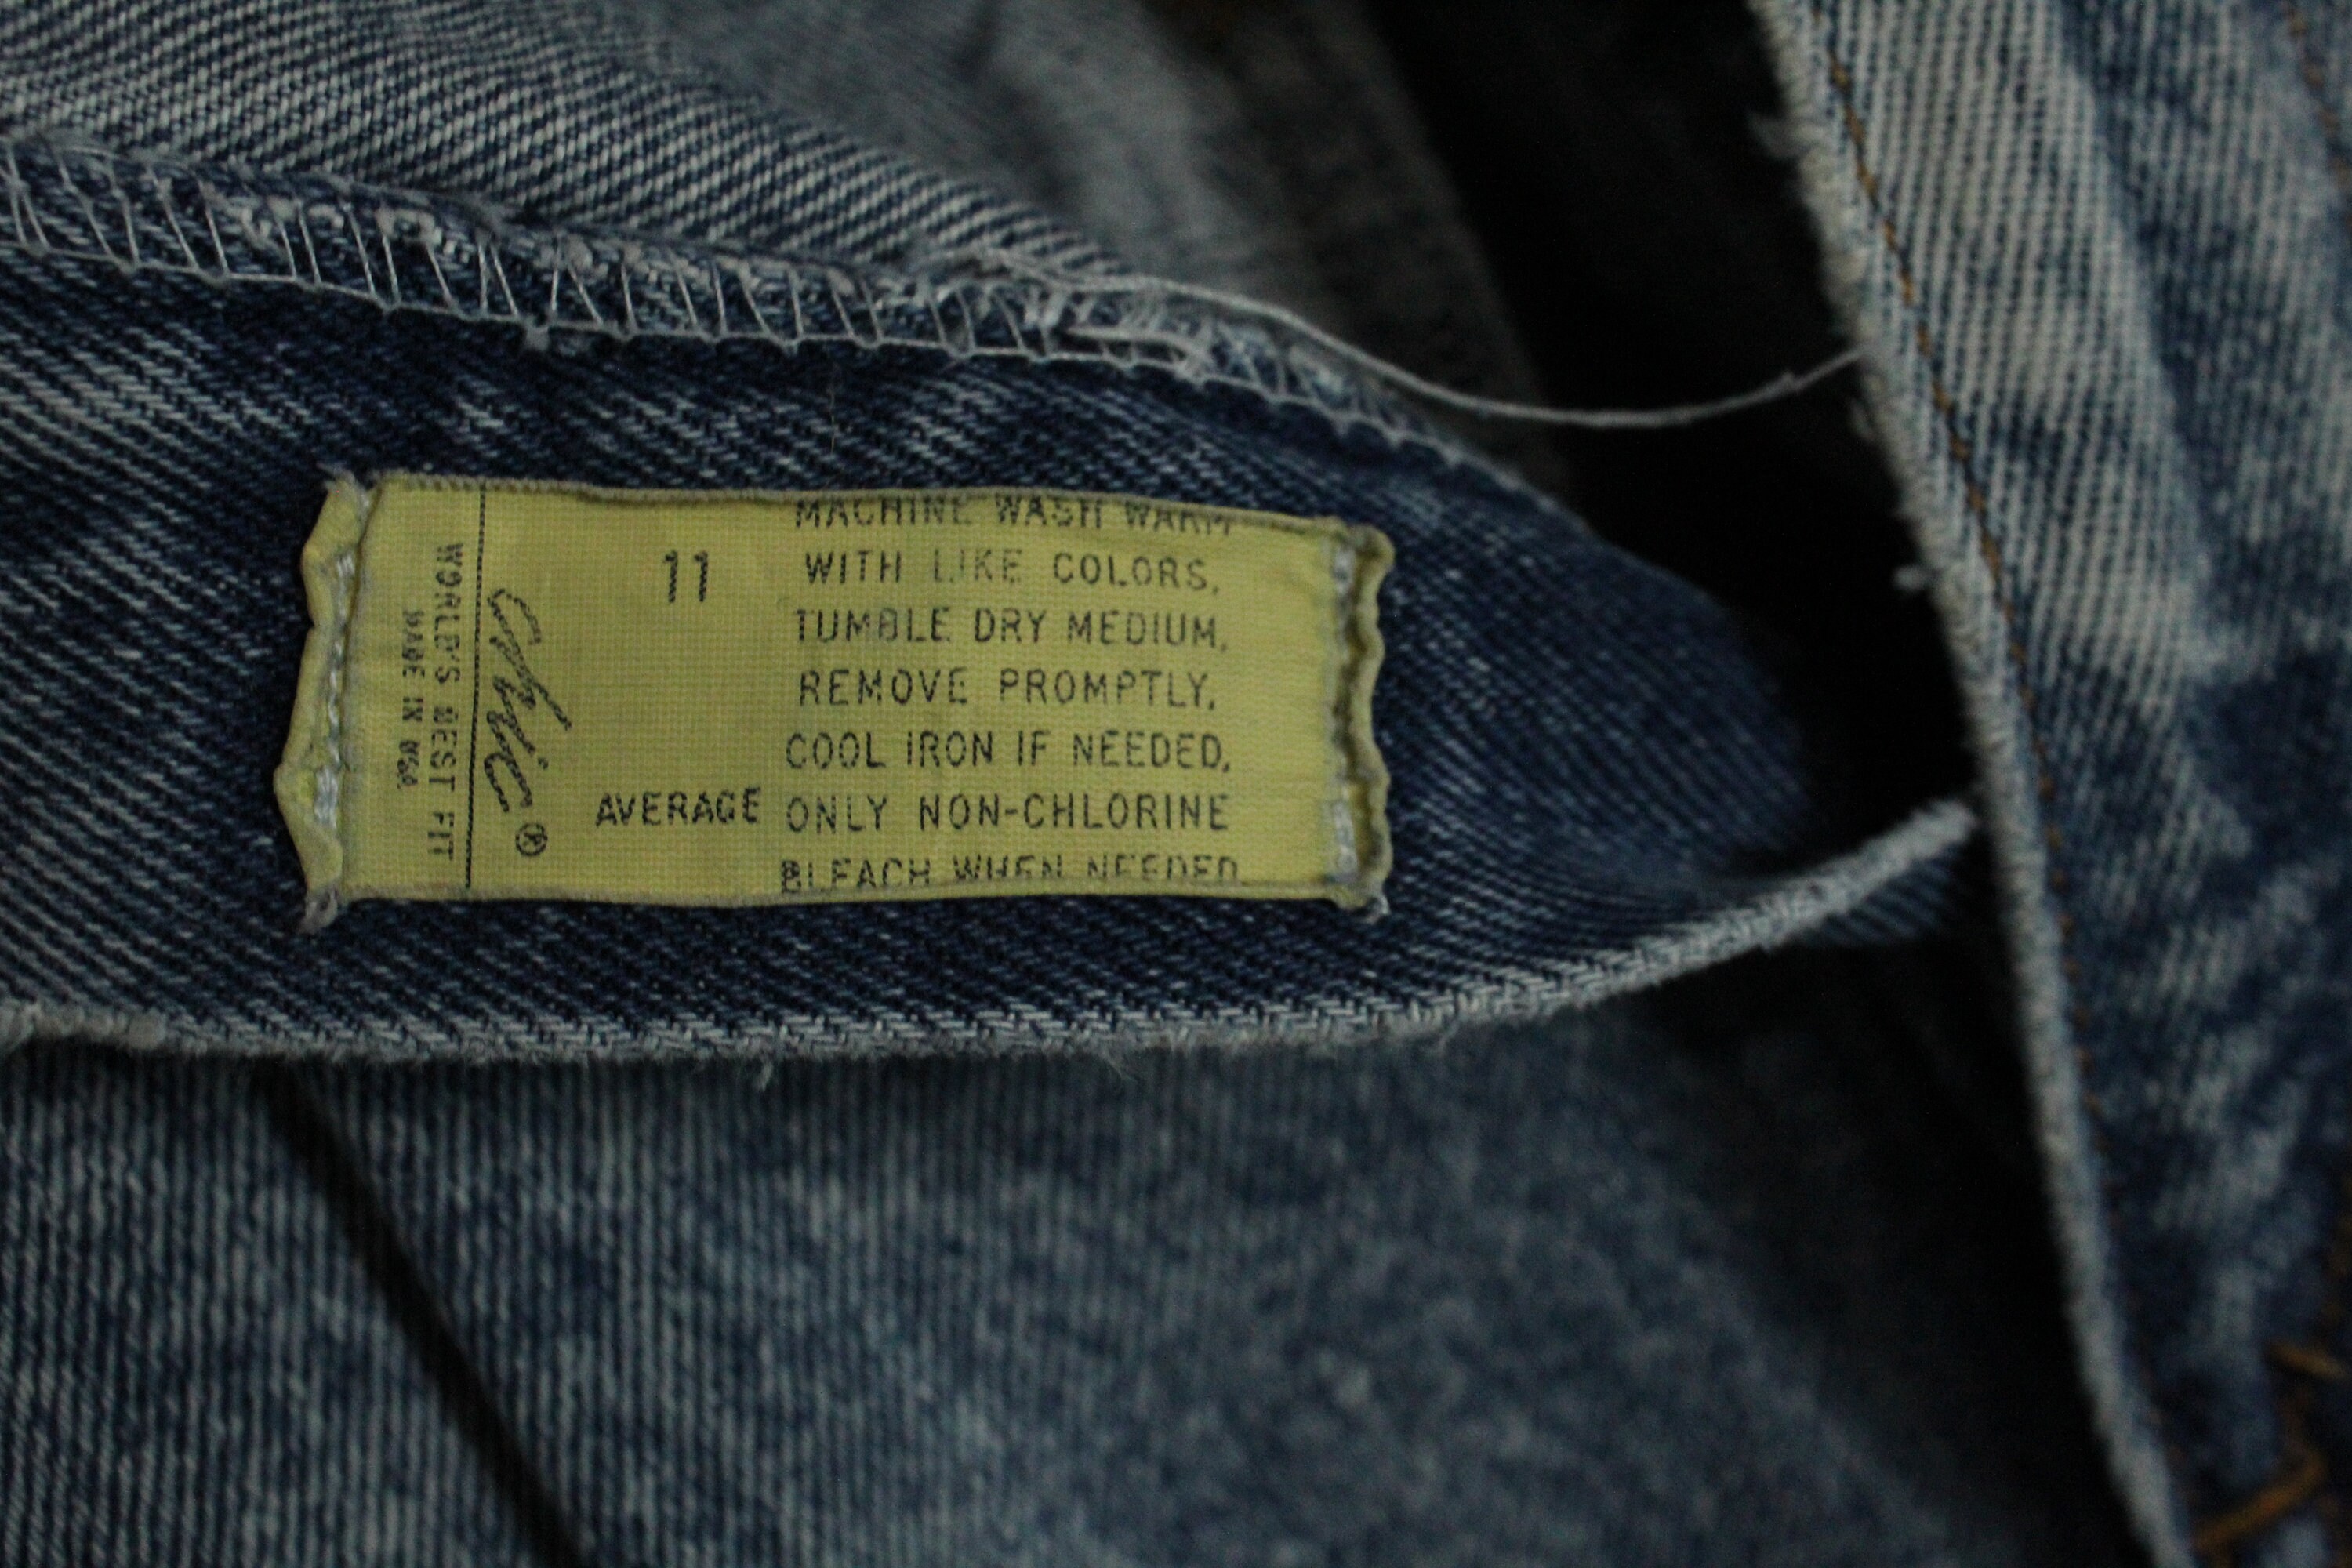 WORLD'S BEST FIT
MADE IN USA
Chic®
11
AVERAGE
MACHINE WASH WARM
WITH LIKE COLORS,
TUMBLE DRY MEDIUM,
REMOVE PROMPTLY,
COOL IRON IF NEEDED,
ONLY NON-CHLORINE
BLEACH WHEN NEEDED